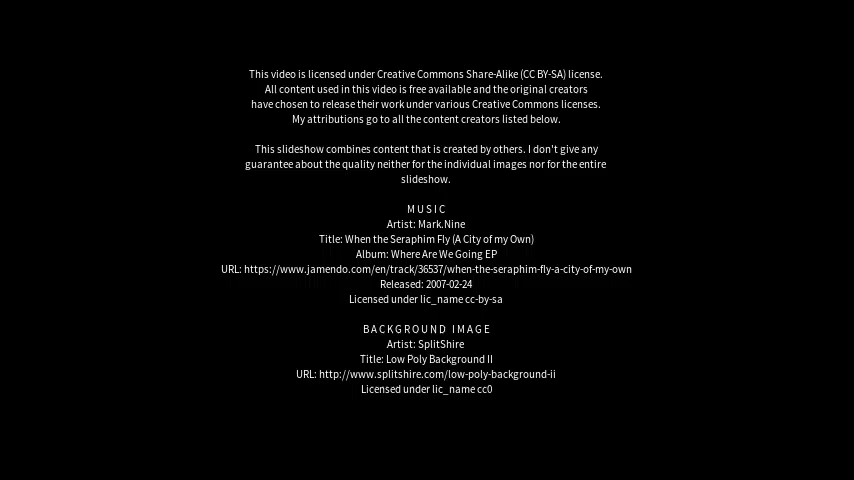 This video is licensed under Creative Commons Share-Alike (CC BY-SA) license.
All content used in this video is free available and the original creators
have chosen to release their work under various Creative Commons licenses.
My attributions go to all the content creators listed below.
This slideshow combines content that is created by others. I don't give any
guarantee about the quality neither for the individual images nor for the entire
slideshow.
MUSIC
Artist: Mark.Nine
Title: When the Seraphim Fly (A City of my Own)
Album: Where Are We Going EP
URL: https://www.jamendo.com/en/track/36537/when-the-seraphim-fly-a-city-of-my-own
Released: 2007-02-24
Licensed under lic_name cc-by-sa
BACKGROUND IMAGE
Artist: SplitShire
Title: Low Poly Background II
URL: http://www.splitshire.com/low-poly-background-ii
Licensed under lic_name cc0